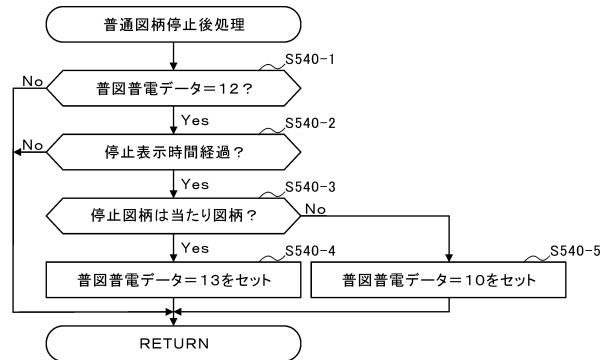 普通図柄停止後処理
S540-1
普図普電データ=12?
No
Yes
S540-2
停止表示時間経過?
No
Yes
S540-3
停止図柄は当たり図柄?
No
Yes
S540-4
普図普電データ=13をセット
S540-5
普図普電データ=10をセット
RETURN